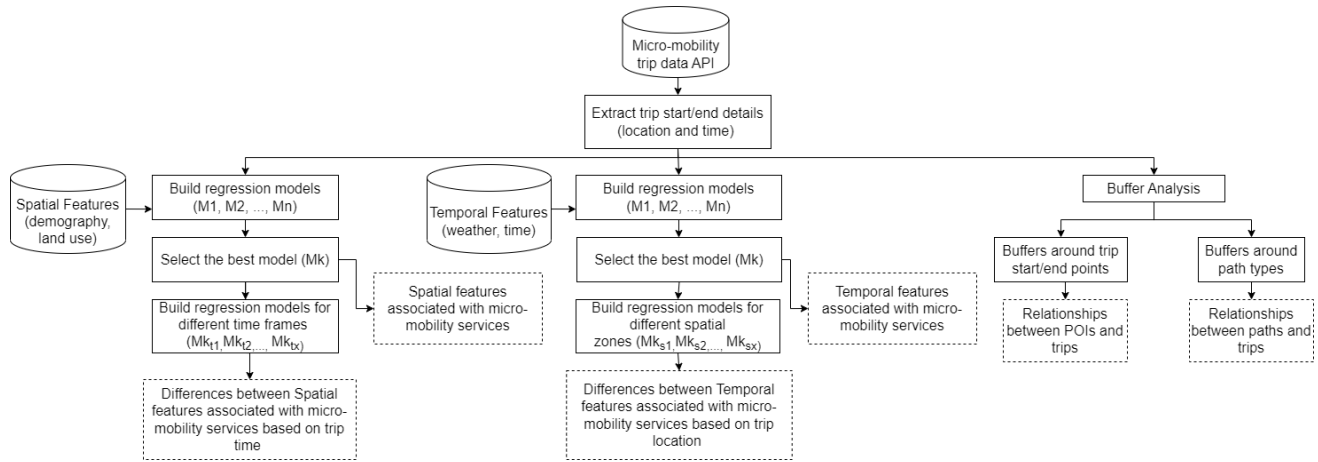 Micro-mobility
trip data API
Extract trip start/end details
(location and time)
Spatial Features
(demography,
land use)
Build regression models
(M1, M2, ..., Mn)
Select the best model (Mk)
Spatial features
associated with micro-
mobility services
Build regression models for
different time frames
(Mkt1,Mkt2,..., Mktx)
Differences between Spatial
features associated with micro-
mobility services based on trip
time
Temporal Features
(weather, time)
Build regression models
(M1, M2, ..., Mn)
Select the best model (Mk)
Temporal features
associated with micro-
mobility services
Build regression models for
different spatial
zones (Mks1,Mks2,..., Mksx)
Differences between Temporal
features associated with micro-
mobility services based on trip
location
Buffer Analysis
Buffers around trip
start/end points
Relationships
between POIs and
trips
Buffers around
path types
Relationships
between paths and
trips